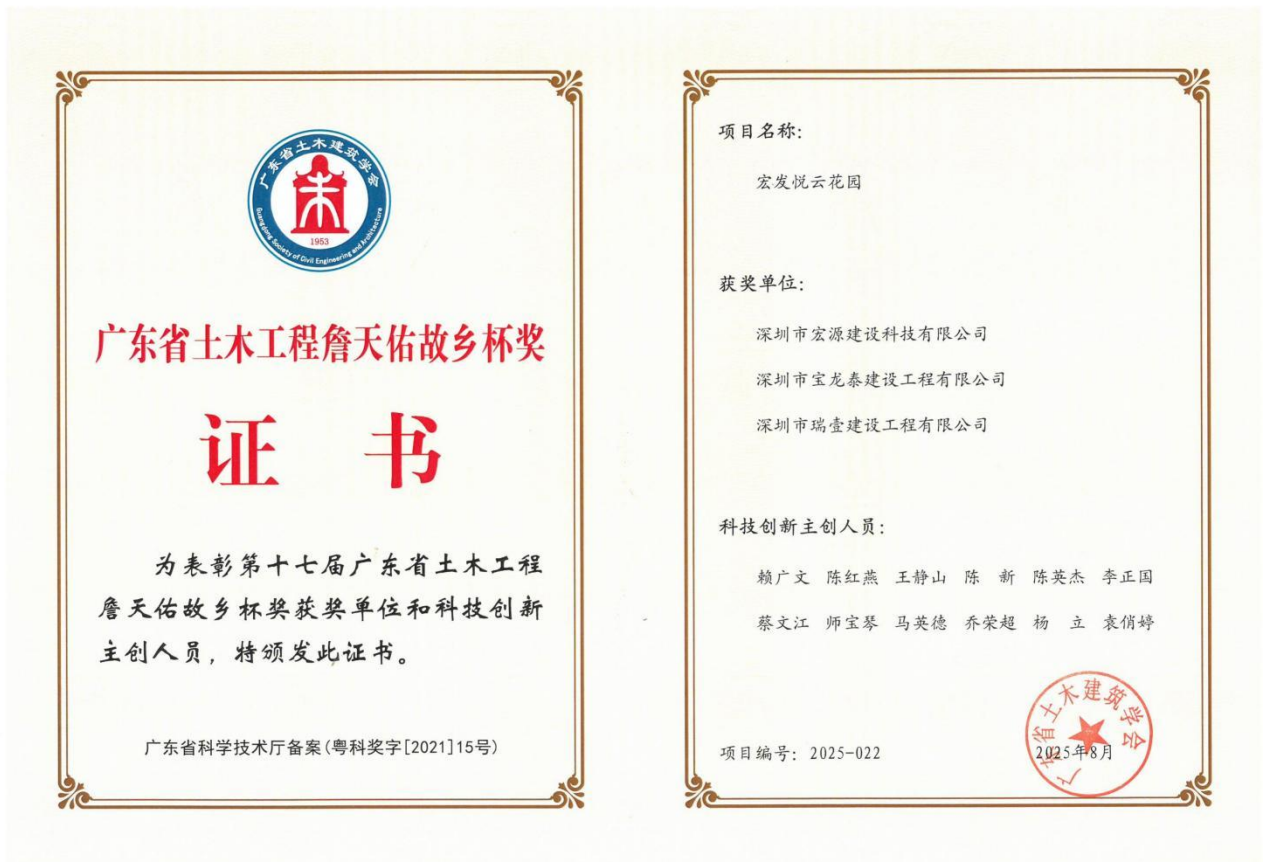 广东省土木建筑学会
1953
Guangdong Society of Civil Engineering and Architecture
广东省土木工程詹天佑故乡杯奖
证 书
为表彰第十七届广东省土木工程
詹天佑故乡杯奖获奖单位和科技创新
主创人员，特颁发此证书。
广东省科学技术厅备案(粤科奖字[2021]15号)
项目名称：
宏发悦云花园
获奖单位：
深圳市宏源建设科技有限公司
深圳市宝龙泰建设工程有限公司
深圳市瑞壹建设工程有限公司
科技创新主创人员：
赖广文 陈红燕 王静山 陈 新 陈英杰 李正国
蔡文江 师宝琴 马英德 乔荣超 杨 立 袁俏婷
项目编号：2025-022
2025年8月
广东省土木建筑学会